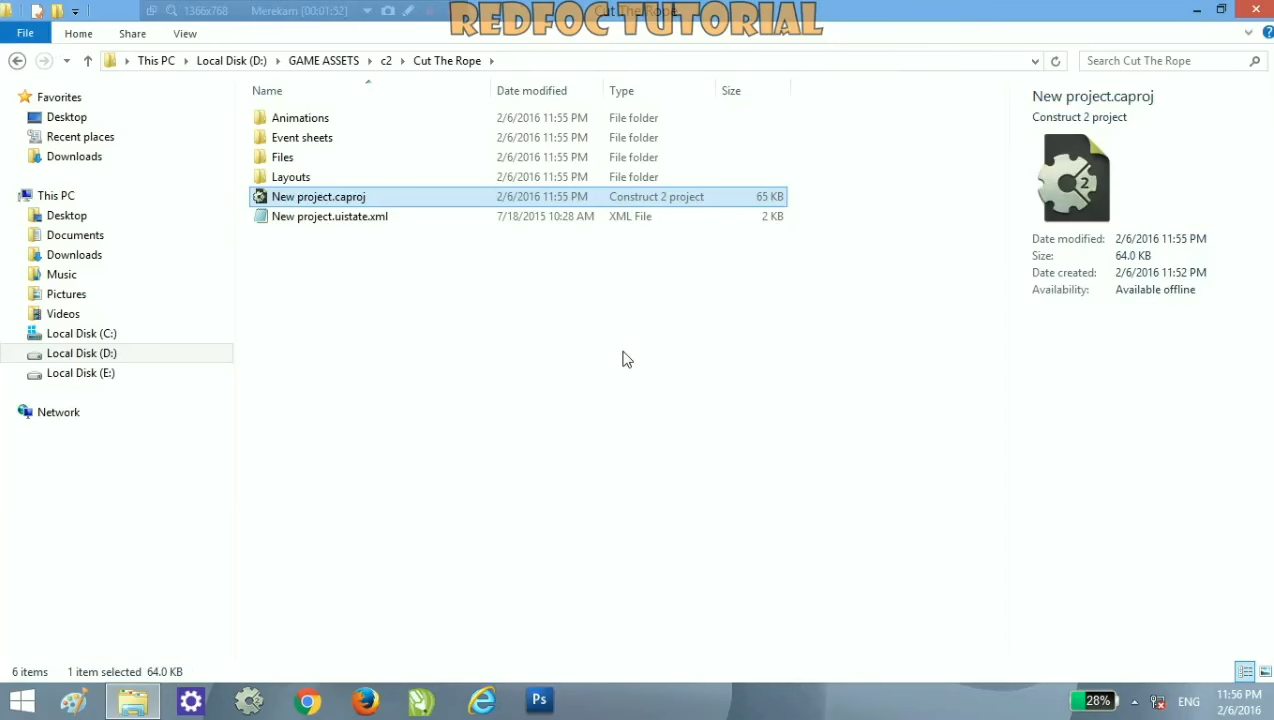 1366x768 Merekam [00:01:52] Cut The Rope
REDFOC TUTORIAL
File Home Share View
This PC Local Disk (D:) GAME ASSETS c2 Cut The Rope Search Cut The Rope
Name Date modified Type Size
Favorites
Desktop
Recent places
Downloads
This PC
Desktop
Documents
Downloads
Music
Pictures
Videos
Local Disk (C:)
Local Disk (D:)
Local Disk (E:)
Network
Animations 2/6/2016 11:55 PM File folder
Event sheets 2/6/2016 11:55 PM File folder
Files 2/6/2016 11:55 PM File folder
Layouts 2/6/2016 11:55 PM File folder
New project.caproj 2/6/2016 11:55 PM Construct 2 project 65 KB
New project.uistate.xml 7/18/2015 10:28 AM XML File 2 KB
New project.caproj
Construct 2 project
2
Date modified: 2/6/2016 11:55 PM
Size: 64.0 KB
Date created: 2/6/2016 11:52 PM
Availability: Available offline
6 items 1 item selected 64.0 KB
Ps
28% ENG 11:56 PM
2/6/2016